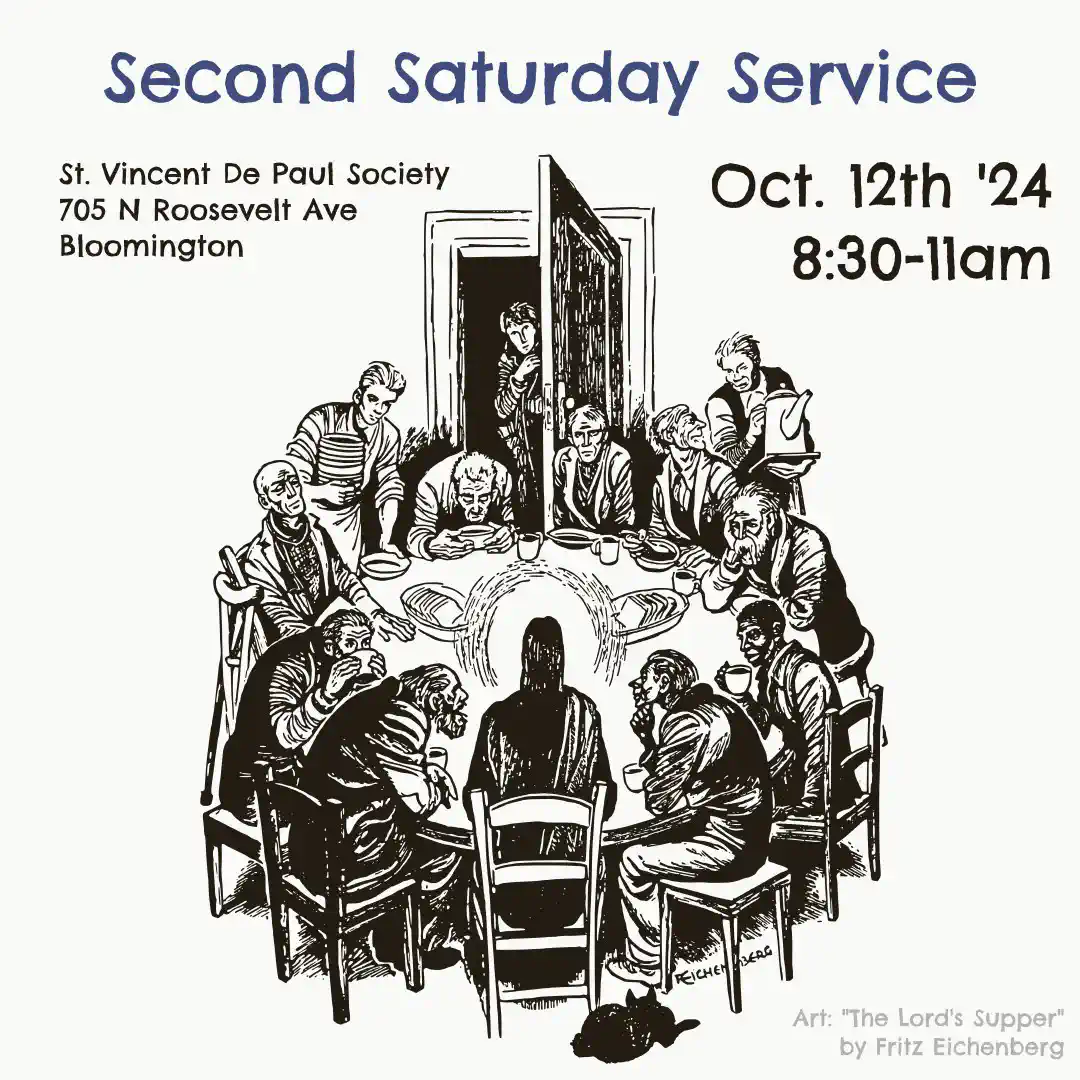 Second Saturday Service
St. Vincent De Paul Society
705 N Roosevelt Ave
Bloomington
Oct. 12th '24
8:30-11am
F.EICHENBERG
Art: "The Lord's Supper"
by Fritz Eichenberg